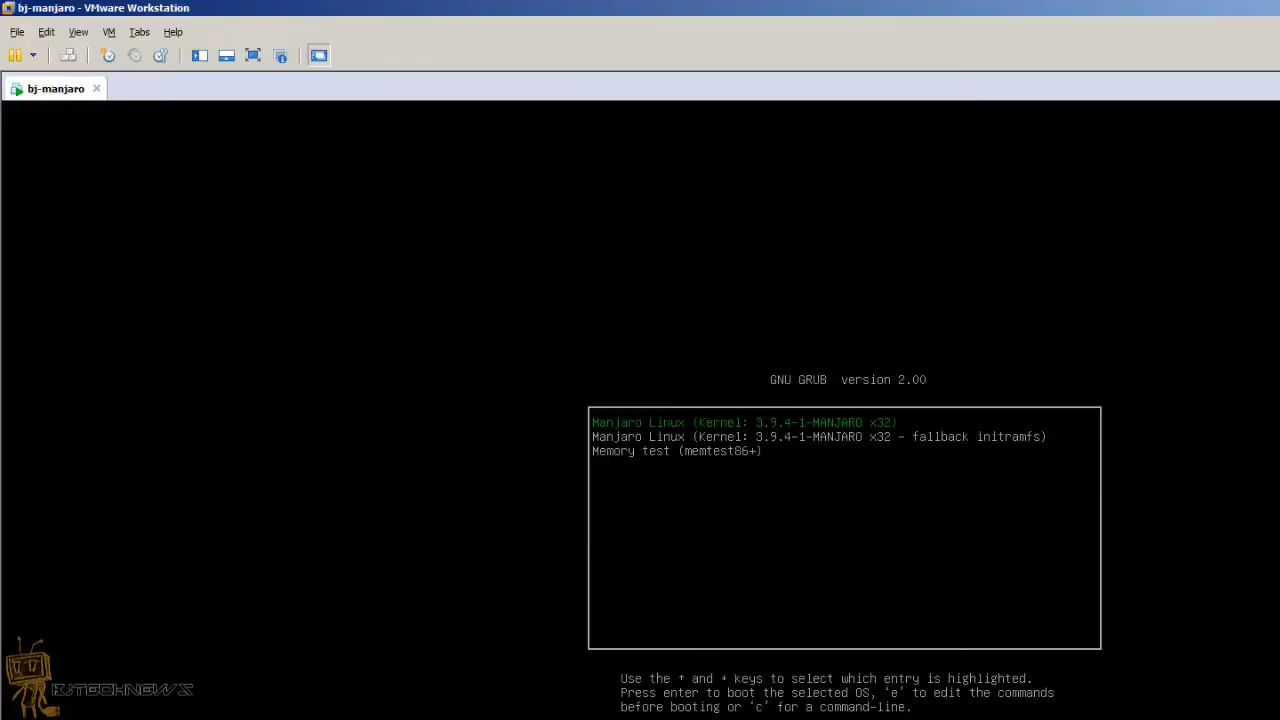 bj-manjaro - VMware Workstation
File Edit View VM Tabs Help
bj-manjaro
GNU GRUB version 2.00
Manjaro Linux (Kernel: 3.9.4-1-MANJARO x32)
Manjaro Linux (Kernel: 3.9.4-1-MANJARO x32 - fallback initramfs)
Memory test (memtest86+)
Use the ↑ and ↓ keys to select which entry is highlighted.
Press enter to boot the selected OS, ‘e’ to edit the commands
before booting or ‘c’ for a command-line.
BJTECHNEWS